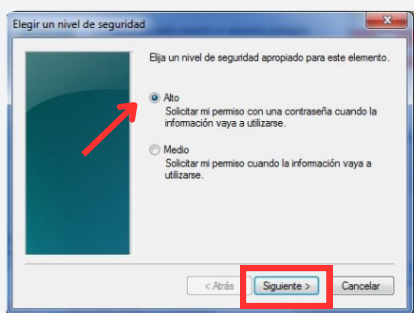 Elegir un nivel de seguridad
Elija un nivel de seguridad apropiado para este elemento.
Alto
Solicitar mi permiso con una contraseña cuando la
información vaya a utilizarse.
Medio
Solicitar mi permiso cuando la información vaya a
utilizarse.
< Atrás
Siguiente >
Cancelar